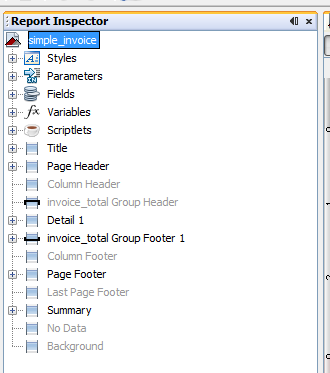 Report Inspector
simple_invoice
Styles
Parameters
Fields
fx Variables
Scriptlets
Title
Page Header
Column Header
invoice_total Group Header
Detail 1
invoice_total Group Footer 1
Column Footer
Page Footer
Last Page Footer
Summary
No Data
Background